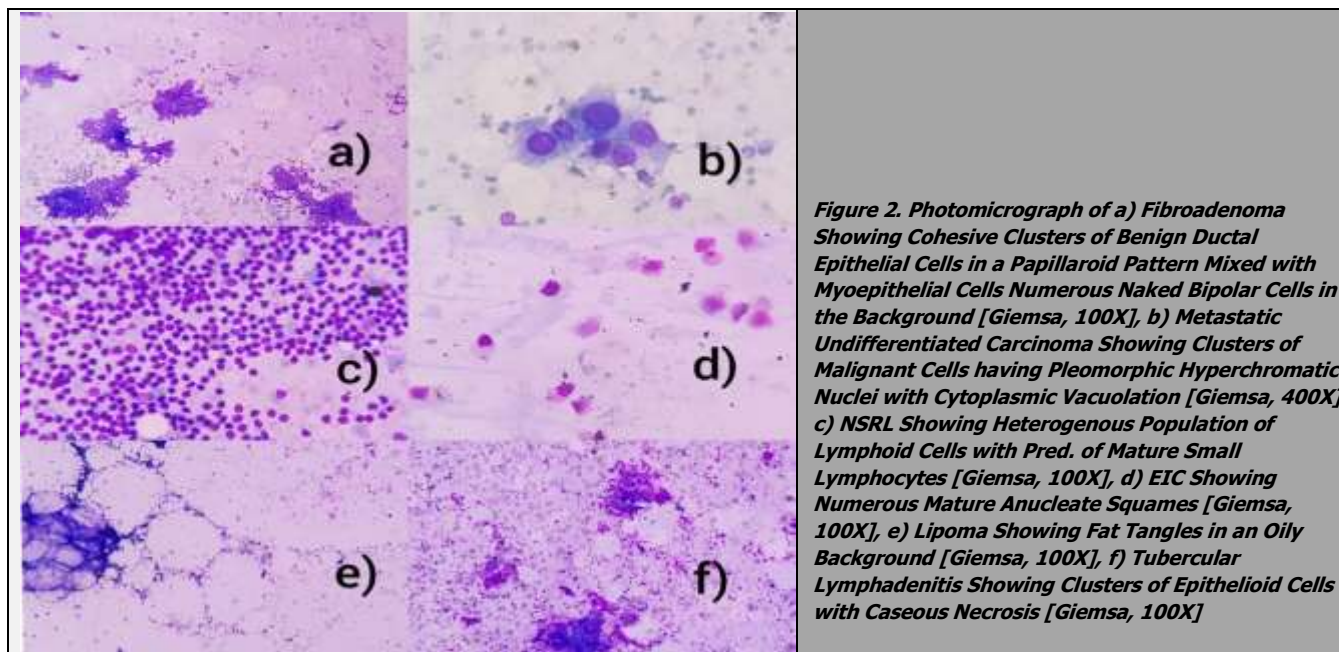 a)
b)
c)
d)
e)
f)
Figure 2. Photomicrograph of a) Fibroadenoma
Showing Cohesive Clusters of Benign Ductal
Epithelial Cells in a Papillaroid Pattern Mixed with
Myoepithelial Cells Numerous Naked Bipolar Cells in
the Background [Giemsa, 100X], b) Metastatic
Undifferentiated Carcinoma Showing Clusters of
Malignant Cells having Pleomorphic Hyperchromatic
Nuclei with Cytoplasmic Vacuolation [Giemsa, 400X]
c) NSRL Showing Heterogenous Population of
Lymphoid Cells with Pred. of Mature Small
Lymphocytes [Giemsa, 100X], d) EIC Showing
Numerous Mature Anucleate Squames [Giemsa,
100X], e) Lipoma Showing Fat Tangles in an Oily
Background [Giemsa, 100X], f) Tubercular
Lymphadenitis Showing Clusters of Epithelioid Cells
with Caseous Necrosis [Giemsa, 100X]